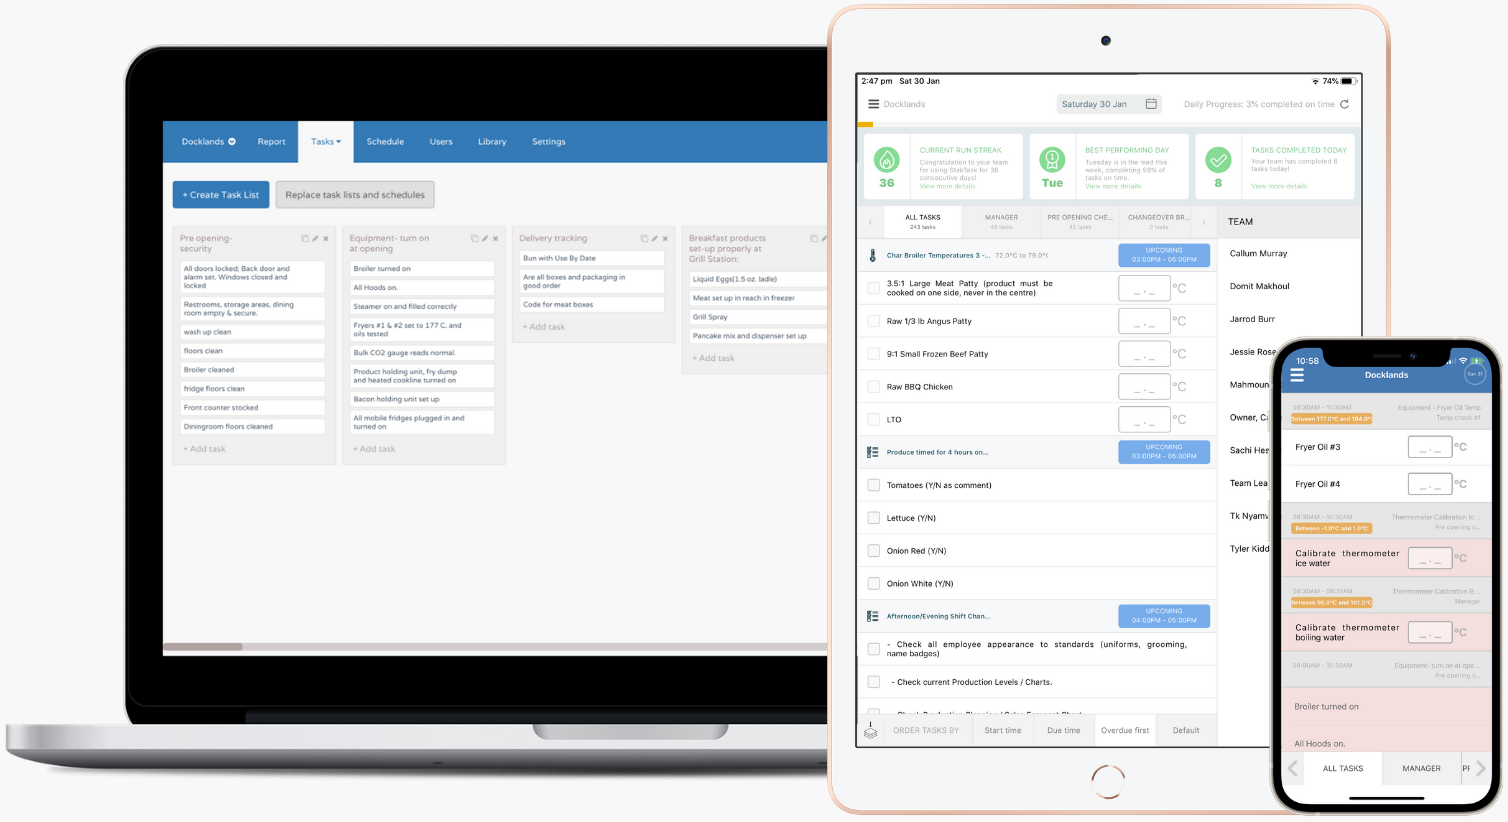 Docklands Report Tasks Schedule Users Library Settings
+ Create Task List
Replace task lists and schedules
Pre opening-
security
All doors locked; Back door and
alarm set. Windows closed and
locked
Restrooms, storage areas, dining
room empty & secure.
wash up clean
floors clean
Broiler cleaned
fridge floors clean
Front counter stocked
Diningroom floors cleaned
+ Add task
Equipment- turn on
at opening
Broiler turned on
All Hoods on.
Steamer on and filled correctly
Fryers #1 & #2 set to 177 C. and
oils tested
Bulk CO2 gauge reads normal.
Product holding unit, fry dump
and heated cookline turned on
Bacon holding unit set up
All mobile fridges plugged in and
turned on
+ Add task
Delivery tracking
Bun with Use By Date
Are all boxes and packaging in
good order
Code for meat boxes
+ Add task
Breakfast products
set-up properly at
Grill Station:
Liquid Eggs(1.5 oz. ladle)
Meat set up in reach in freezer
Grill Spray
Pancake mix and dispenser set up
+ Add task
2:47 pm Sat 30 Jan
74%
Docklands
Saturday 30 Jan
Daily Progress: 3% completed on time
36
CURRENT RUN STREAK
Congratulation to your team
for using StakTask for 36
consecutive days!
View more details
Tue
BEST PERFORMING DAY
Tuesday is in the lead this
week, completing 98% of
tasks on time.
View more details
8
TASKS COMPLETED TODAY
Your team has completed 8
tasks today!
View more details
ALL TASKS
243 tasks
MANAGER
46 tasks
PRE OPENING CHE...
42 tasks
CHANGEOVER BR...
0 tasks
TEAM
Char Broiler Temperatures 3 -... 72.0°C to 79.0°C
UPCOMING
03:00PM - 05:00PM
3.5:1 Large Meat Patty (product must be
cooked on one side, never in the centre)
_ . _ °C
Raw 1/3 lb Angus Patty
_ . _ °C
9:1 Small Frozen Beef Patty
_ . _ °C
Raw BBQ Chicken
_ . _ °C
LTO
_ . _ °C
Produce timed for 4 hours on...
UPCOMING
03:00PM - 05:00PM
Tomatoes (Y/N as comment)
Lettuce (Y/N)
Onion Red (Y/N)
Onion White (Y/N)
Afternoon/Evening Shift Chan...
UPCOMING
04:00PM - 05:00PM
- Check all employee appearance to standards (uniforms, grooming,
name badges)
- Check current Production Levels / Charts.
1
ORDER TASKS BY Start time Due time Overdue first Default
Callum Murray
Domit Makhoul
Jarrod Burr
Jessie Rose
Mahmoun
Owner,
Sachi Hes
Team Lea
Tk Nyam
Tyler Kidd
10:58
Docklands
Sun 31
09:30AM - 11:30AM
Between 177.0°C and 184.0°C
Equipment - Fryer Oil Temp
Temp check #1
Fryer Oil #3
_ . _ °C
Fryer Oil #4
_ . _ °C
08:30AM - 10:30AM
Between -1.0°C and 1.0°C
Thermometer Calibration Ic...
Pre opening c...
Calibrate thermometer
ice water
_ . _ °C
08:30AM - 08:31AM
Between 95.0°C and 101.0°C
Thermometer Calibration B...
Manager
Calibrate thermometer
boiling water
_ . _ °C
09:00AM - 10:30AM
Equipment- turn on at ope...
Pre opening c...
Broiler turned on
All Hoods on.
ALL TASKS MANAGER